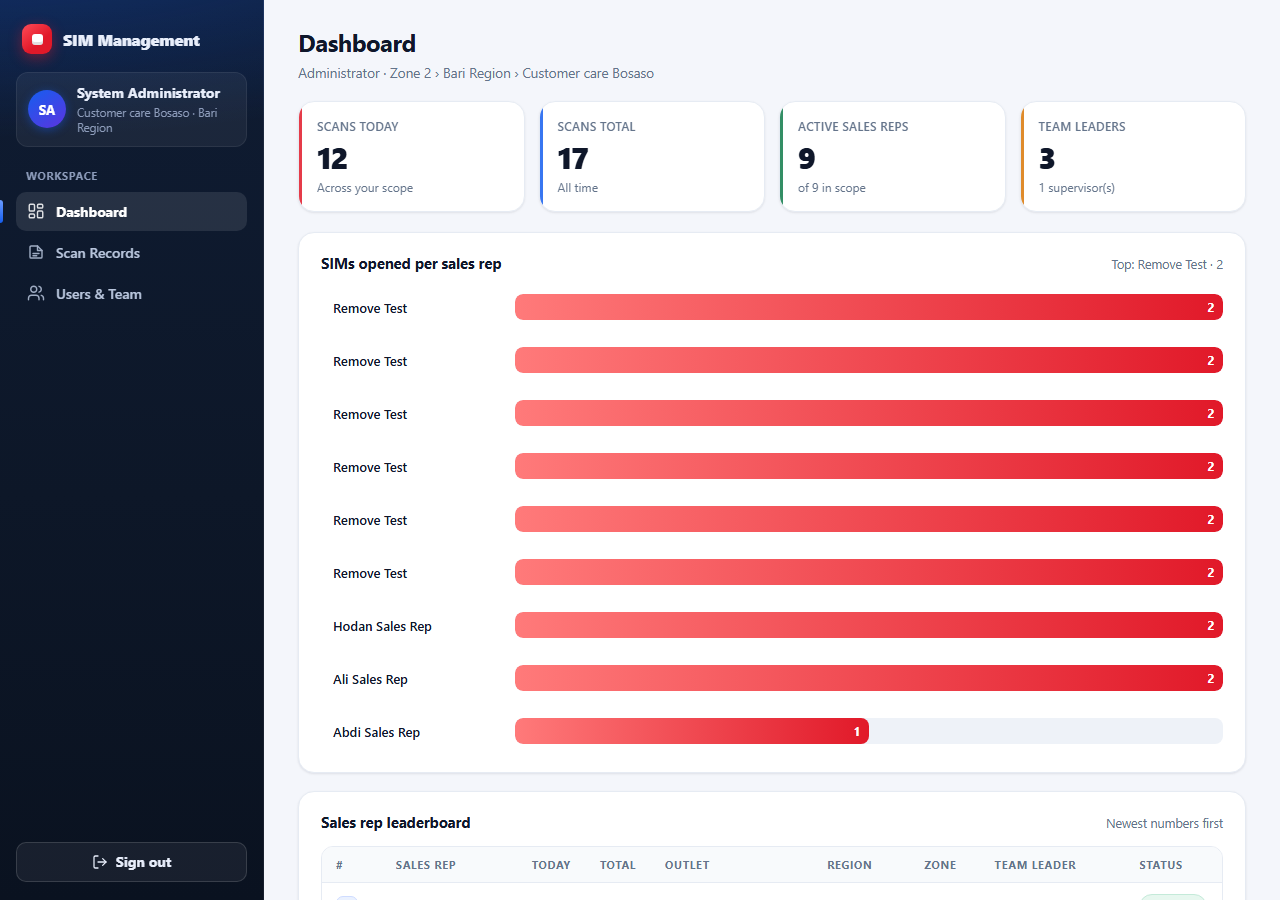 SIM Management
SA
System Administrator
Customer care Bosaso · Bari
Region
WORKSPACE
Dashboard
Scan Records
Users & Team
Sign out
Dashboard
Administrator · Zone 2 › Bari Region › Customer care Bosaso
SCANS TODAY
12
Across your scope
SCANS TOTAL
17
All time
ACTIVE SALES REPS
9
of 9 in scope
TEAM LEADERS
3
1 supervisor(s)
SIMs opened per sales rep
Top: Remove Test · 2
Remove Test 2
Remove Test 2
Remove Test 2
Remove Test 2
Remove Test 2
Remove Test 2
Hodan Sales Rep 2
Ali Sales Rep 2
Abdi Sales Rep 1
Sales rep leaderboard
Newest numbers first
# SALES REP TODAY TOTAL OUTLET REGION ZONE TEAM LEADER STATUS